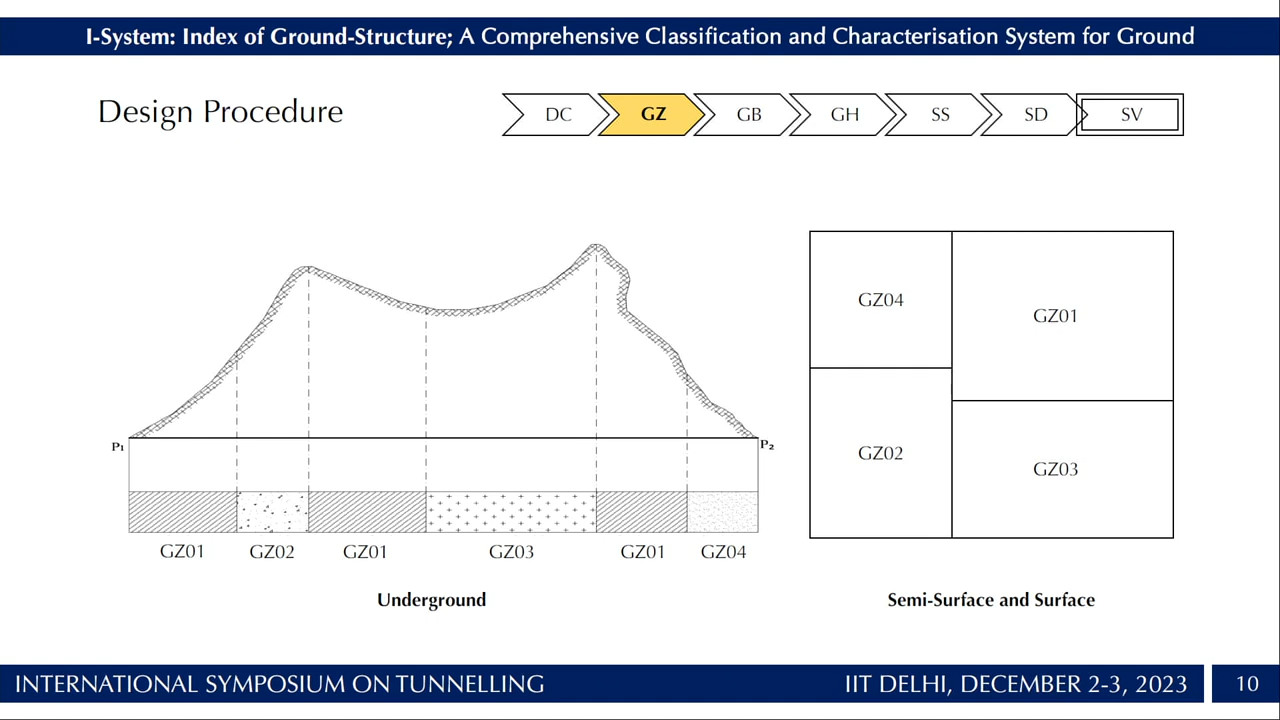 I-System: Index of Ground-Structure; A Comprehensive Classification and Characterisation System for Ground
Design Procedure
DC
GZ
GB
GH
SS
SD
SV
P1
P2
GZ01
GZ02
GZ01
GZ03
GZ01
GZ04
Underground
GZ04
GZ01
GZ02
GZ03
Semi-Surface and Surface
INTERNATIONAL SYMPOSIUM ON TUNNELLING
IIT DELHI, DECEMBER 2-3, 2023
10